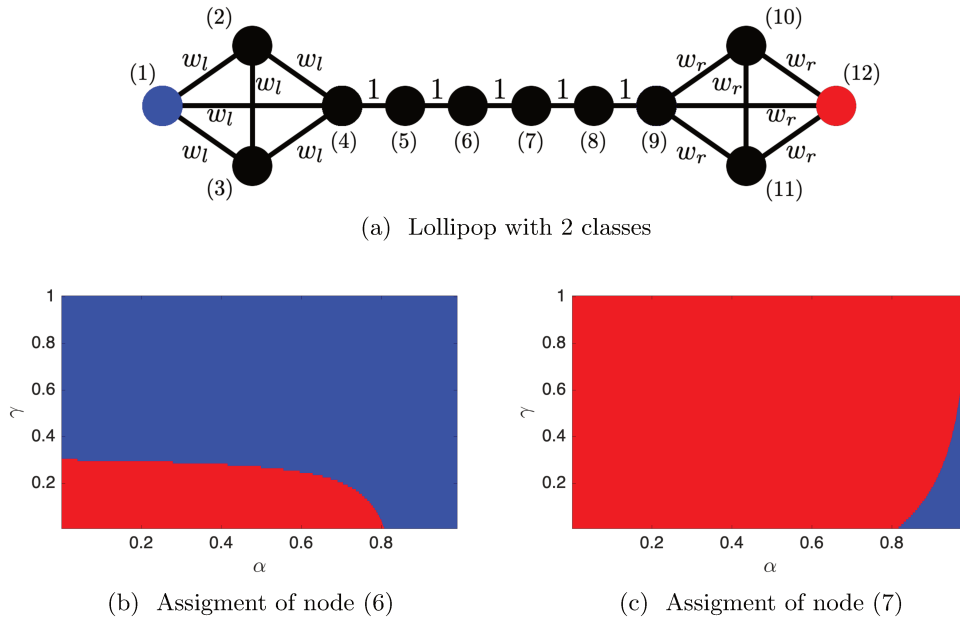 (2) (10)
(1) w_l w_l w_l 1 1 1 1 1 w_r w_r w_r (12)
w_l w_r
w_l w_l (4) (5) (6) (7) (8) (9) w_r w_r
(3) (11)
(a) Lollipop with 2 classes
1 1
0.8 0.8
0.6 0.6
γ γ
0.4 0.4
0.2 0.2
0.2 0.4 0.6 0.8 0.2 0.4 0.6 0.8
α α
(b) Assigment of node (6) (c) Assigment of node (7)